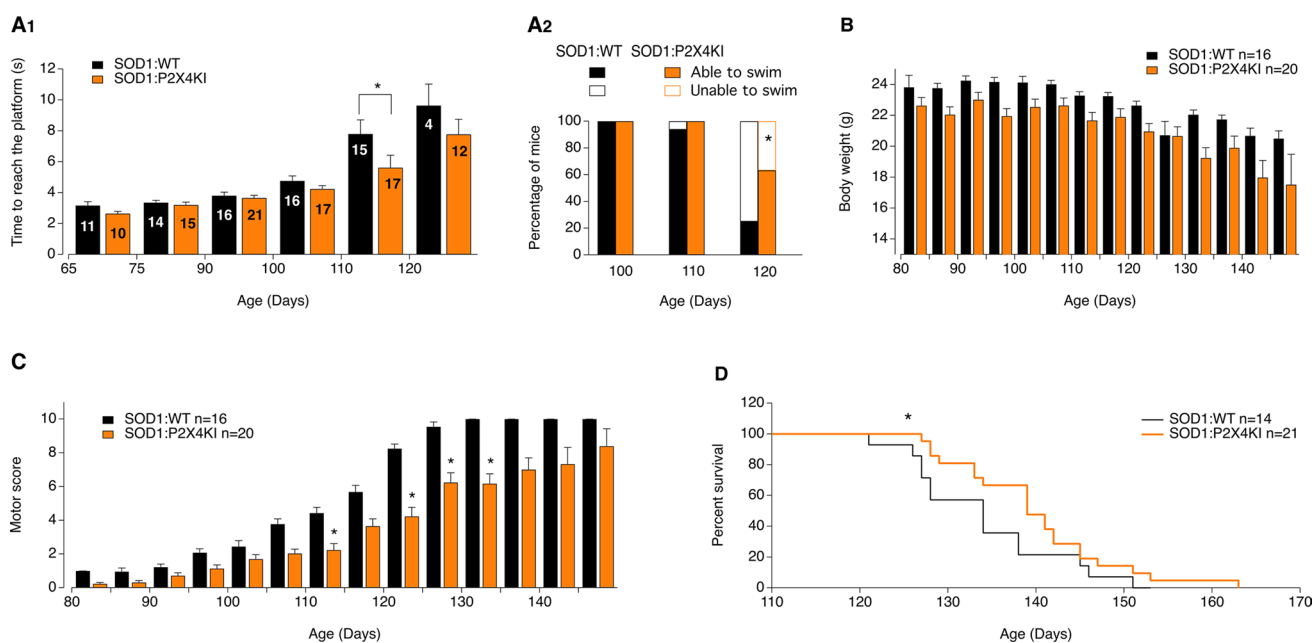 A1
SOD1:WT
SOD1:P2X4KI
Time to reach the platform (s)
12
10
8
6
4
2
0
11
10
14
15
16
21
16
17
15
17
4
12
*
65 75 90 100 110 120
Age (Days)
A2
SOD1:WT SOD1:P2X4KI
Able to swim
Unable to swim
Percentage of mice
100
80
60
40
20
0
*
100 110 120
Age (Days)
B
SOD1:WT n=16
SOD1:P2X4KI n=20
Body weight (g)
24
22
20
18
16
14
80 90 100 110 120 130 140
Age (Days)
C
SOD1:WT n=16
SOD1:P2X4KI n=20
Motor score
10
8
6
4
2
0
* * * *
80 90 100 110 120 130 140
Age (Days)
D
*
SOD1:WT n=14
SOD1:P2X4KI n=21
Percent survival
120
100
80
60
40
20
0
110 120 130 140 150 160 170
Age (Days)